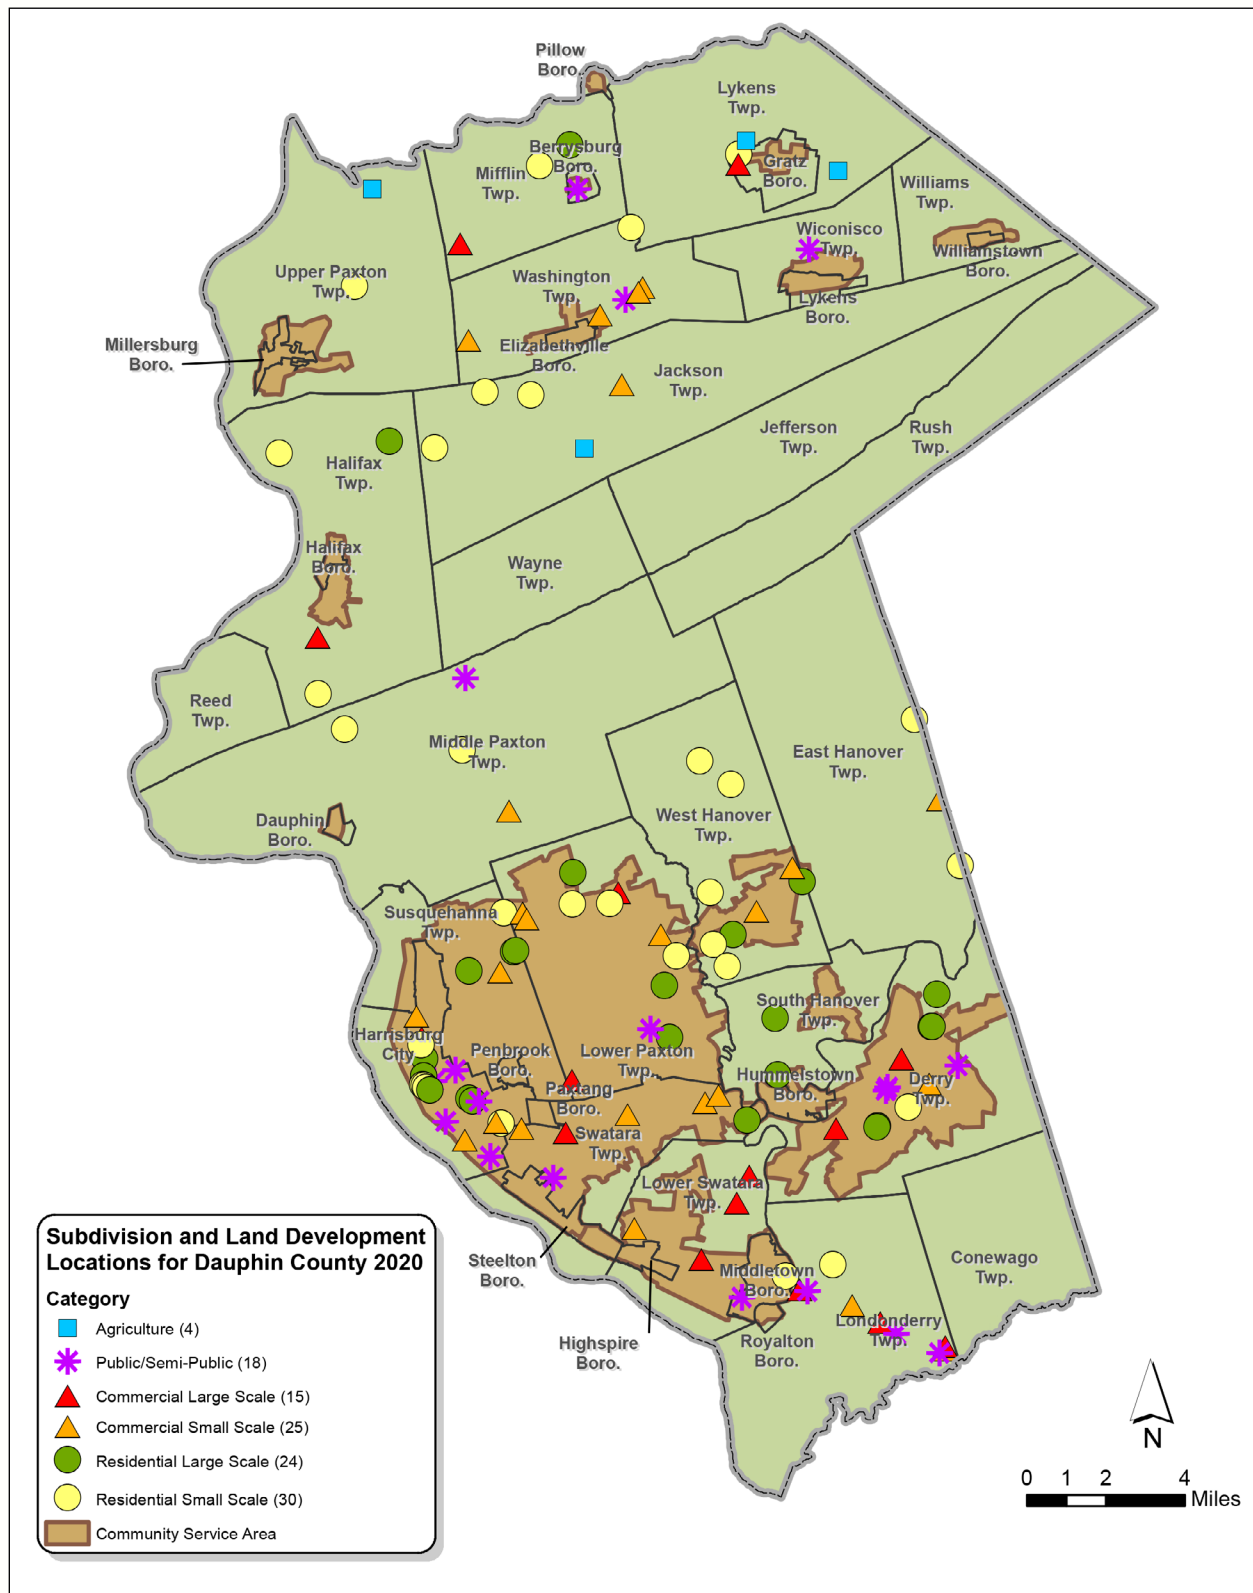 Pillow
Boro.
Lykens
Twp.
Berrysburg
Boro.
Mifflin
Twp.
Gratz
Boro.
Williams
Twp.
Wiconisco
Twp.
Williamstown
Boro.
Upper Paxton
Twp.
Washington
Twp.
Lykens
Boro.
Millersburg
Boro.
Elizabethville
Boro.
Jackson
Twp.
Jefferson
Twp.
Rush
Twp.
Halifax
Twp.
Halifax
Boro.
Wayne
Twp.
Reed
Twp.
Middle Paxton
Twp.
East Hanover
Twp.
West Hanover
Twp.
Dauphin
Boro.
Susquehanna
Twp.
South Hanover
Twp.
Harrisburg
City
Penbrook
Boro.
Lower Paxton
Twp.
Hummelstown
Boro.
Derry
Twp.
Paxtang
Boro.
Swatara
Twp.
Lower Swatara
Twp.
Steelton
Boro.
Middletown
Boro.
Conewago
Twp.
Highspire
Boro.
Royalton
Boro.
Londonderry
Twp.
Subdivision and Land Development
Locations for Dauphin County 2020
Category
Agriculture (4)
Public/Semi-Public (18)
Commercial Large Scale (15)
Commercial Small Scale (25)
Residential Large Scale (24)
Residential Small Scale (30)
Community Service Area
N
0 1 2 4
Miles